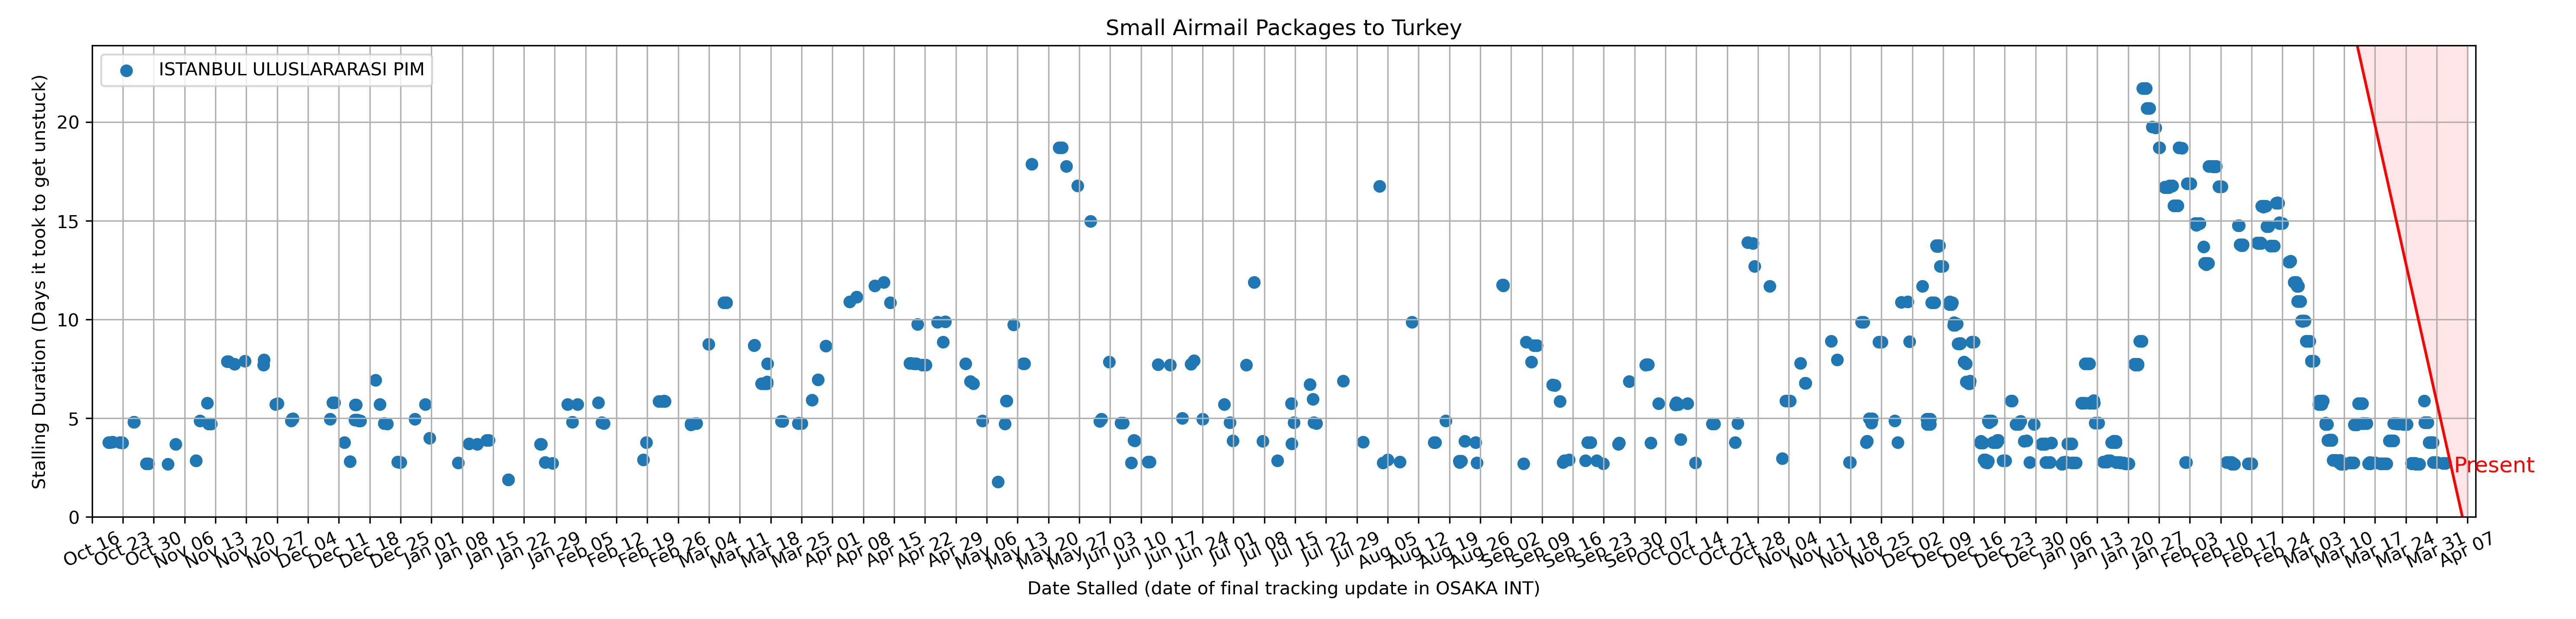 Small Airmail Packages to Turkey
ISTANBUL ULUSLARARASI PIM
Stalling Duration (Days it took to get unstuck)
20
15
10
5
0
Present
Oct 16 Oct 23 Oct 30 Nov 06 Nov 13 Nov 20 Nov 27 Dec 04 Dec 11 Dec 18 Dec 25 Jan 01 Jan 08 Jan 15 Jan 22 Jan 29 Feb 05 Feb 12 Feb 19 Feb 26 Mar 04 Mar 11 Mar 18 Mar 25 Apr 01 Apr 08 Apr 15 Apr 22 Apr 29 May 06 May 13 May 20 May 27 Jun 03 Jun 10 Jun 17 Jun 24 Jul 01 Jul 08 Jul 15 Jul 22 Jul 29 Aug 05 Aug 12 Aug 19 Aug 26 Sep 02 Sep 09 Sep 16 Sep 23 Sep 30 Oct 07 Oct 14 Oct 21 Oct 28 Nov 04 Nov 11 Nov 18 Nov 25 Dec 02 Dec 09 Dec 16 Dec 23 Dec 30 Jan 06 Jan 13 Jan 20 Jan 27 Feb 03 Feb 10 Feb 17 Feb 24 Mar 03 Mar 10 Mar 17 Mar 24 Mar 31 Apr 07
Date Stalled (date of final tracking update in OSAKA INT)